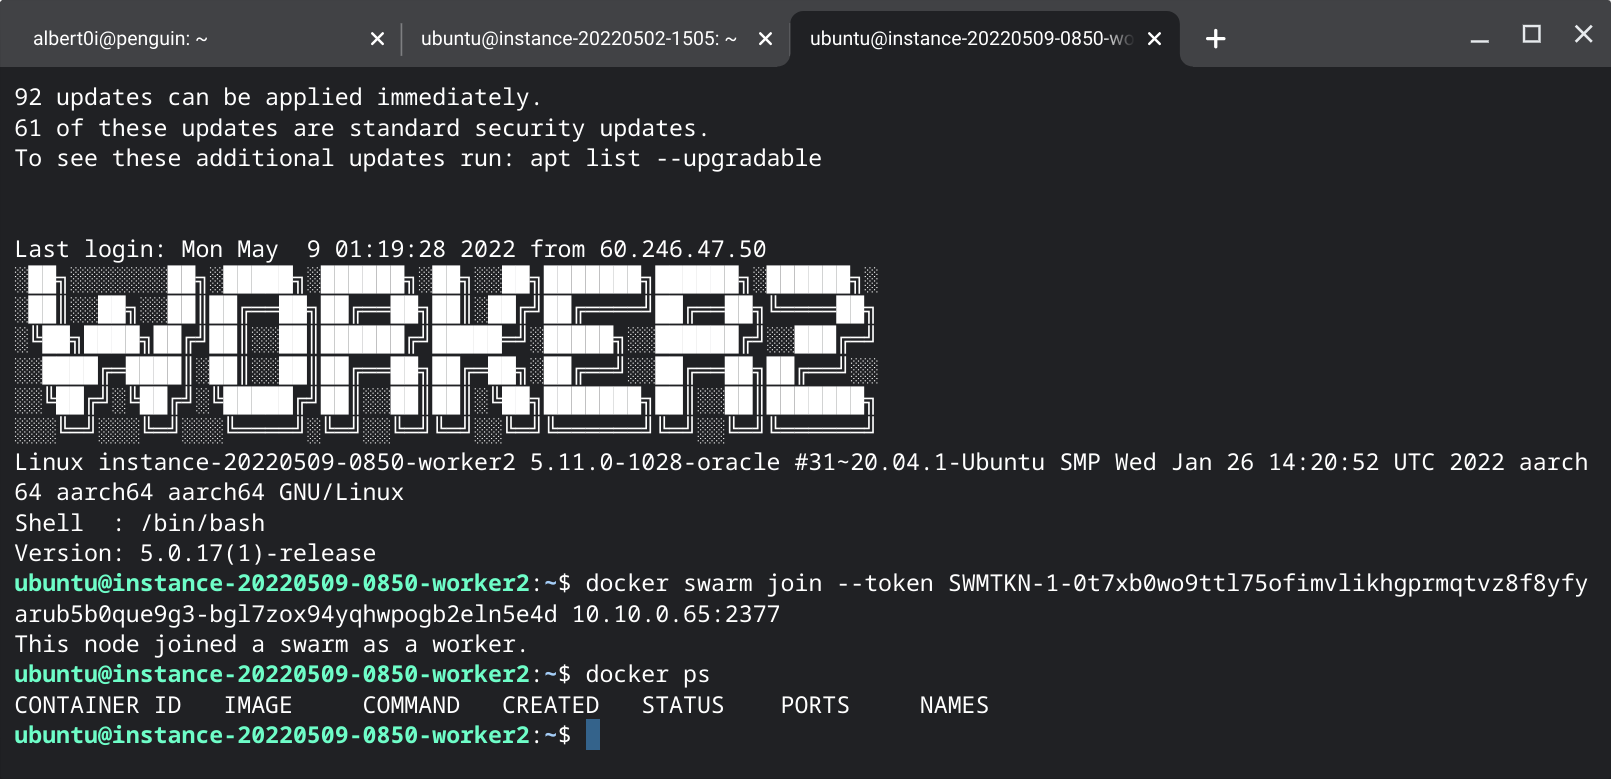 albert0i@penguin: ~
ubuntu@instance-20220502-1505: ~
ubuntu@instance-20220509-0850-wo
92 updates can be applied immediately.
61 of these updates are standard security updates.
To see these additional updates run: apt list --upgradable
Last login: Mon May  9 01:19:28 2022 from 60.246.47.50
WORKER2
Linux instance-20220509-0850-worker2 5.11.0-1028-oracle #31~20.04.1-Ubuntu SMP Wed Jan 26 14:20:52 UTC 2022 aarch
64 aarch64 aarch64 GNU/Linux
Shell  : /bin/bash
Version: 5.0.17(1)-release
ubuntu@instance-20220509-0850-worker2:~$ docker swarm join --token SWMTKN-1-0t7xb0wo9ttl75ofimvlikhgprmqtvz8f8yfy
arub5b0que9g3-bgl7zox94yqhwpogb2eln5e4d 10.10.0.65:2377
This node joined a swarm as a worker.
ubuntu@instance-20220509-0850-worker2:~$ docker ps
CONTAINER ID   IMAGE     COMMAND   CREATED   STATUS    PORTS     NAMES
ubuntu@instance-20220509-0850-worker2:~$